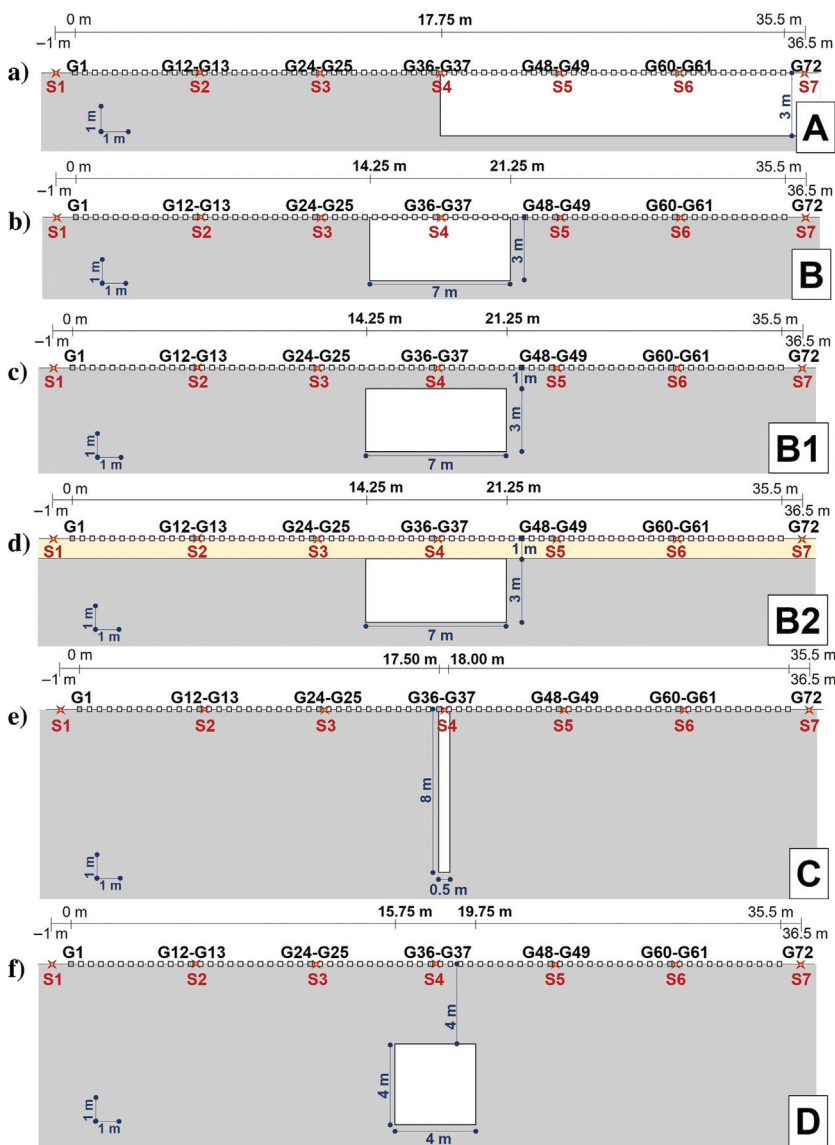 0 m 17.75 m 35.5 m
–1 m 36.5 m
a) G1 G12-G13 G24-G25 G36-G37 G48-G49 G60-G61 G72
S1 S2 S3 S4 S5 S6 S7
1 m 3 m
1 m A
0 m 14.25 m 21.25 m 35.5 m
–1 m 36.5 m
b) G1 G12-G13 G24-G25 G36-G37 G48-G49 G60-G61 G72
S1 S2 S3 S4 S5 S6 S7
1 m 3 m
1 m 7 m B
0 m 14.25 m 21.25 m 35.5 m
–1 m 36.5 m
c) G1 G12-G13 G24-G25 G36-G37 G48-G49 G60-G61 G72
S1 S2 S3 S4 1 m S5 S6 S7
1 m 3 m
1 m 7 m B1
0 m 14.25 m 21.25 m 35.5 m
–1 m 36.5 m
d) G1 G12-G13 G24-G25 G36-G37 G48-G49 G60-G61 G72
S1 S2 S3 S4 1 m S5 S6 S7
1 m 3 m
1 m 7 m B2
0 m 17.50 m 18.00 m 35.5 m
–1 m 36.5 m
e) G1 G12-G13 G24-G25 G36-G37 G48-G49 G60-G61 G72
S1 S2 S3 S4 S5 S6 S7
8 m
1 m
1 m 0.5 m C
0 m 15.75 m 19.75 m 35.5 m
–1 m 36.5 m
f) G1 G12-G13 G24-G25 G36-G37 G48-G49 G60-G61 G72
S1 S2 S3 S4 S5 S6 S7
4 m
4 m
1 m
1 m 4 m D